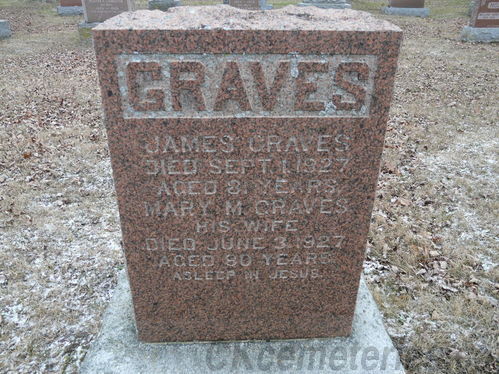 GRAVES
JAMES GRAVES
DIED SEPT. 1, 1927
AGED 81 YEARS
MARY M. GRAVES
HIS WIFE
DIED JUNE 3, 1927
AGED 80 YEARS
ASLEEP IN JESUS.
CKcemeteri